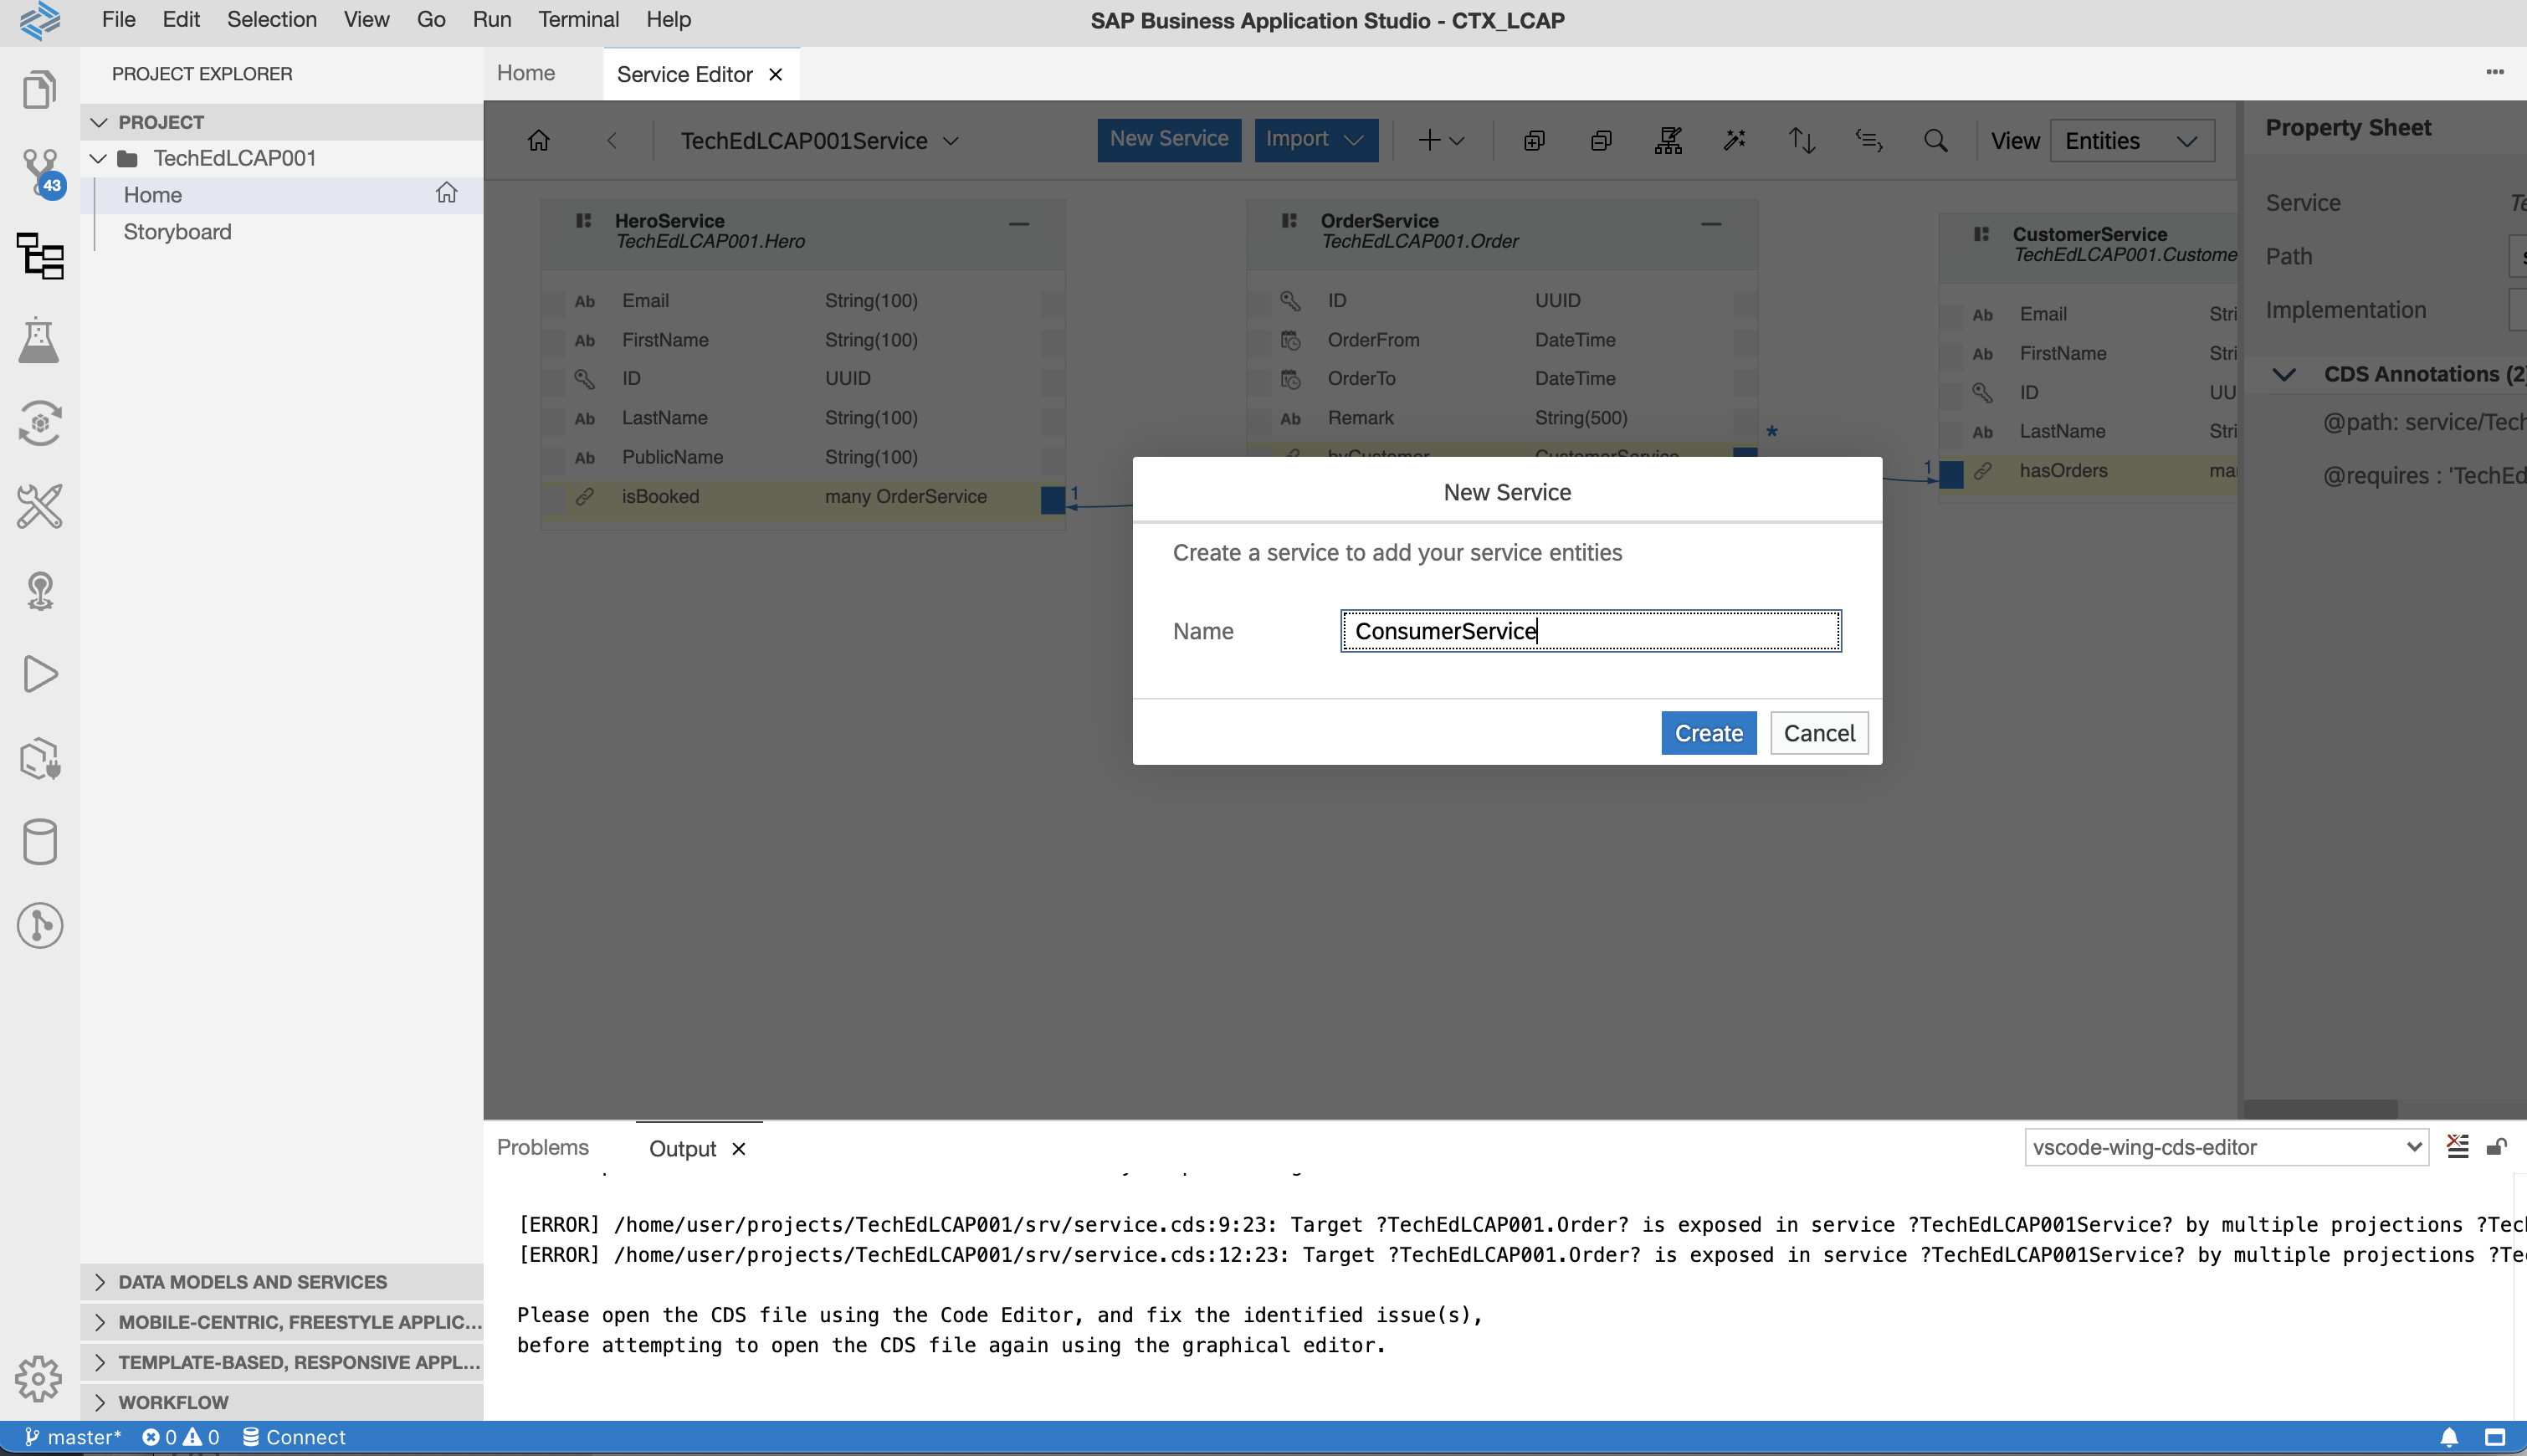 File Edit Selection View Go Run Terminal Help
SAP Business Application Studio - CTX_LCAP
PROJECT EXPLORER
Home
Service Editor
PROJECT
TechEdLCAP001
Home
Storyboard
43
TechEdLCAP001Service
New Service
Import
View
Entities
Property Sheet
HeroService
TechEdLCAP001.Hero
Ab Email String(100)
Ab FirstName String(100)
ID UUID
Ab LastName String(100)
Ab PublicName String(100)
isBooked many OrderService
1
OrderService
TechEdLCAP001.Order
ID UUID
OrderFrom DateTime
OrderTo DateTime
Ab Remark String(500)
*
CustomerService
TechEdLCAP001.Custome
Ab Email Stri
Ab FirstName Stri
ID UU
Ab LastName Stri
1
hasOrders ma
Service
Path
Implementation
CDS Annotations (2)
@path: service/Tech
@requires : 'TechEd
New Service
Create a service to add your service entities
Name
ConsumerService
Create
Cancel
Problems
Output
vscode-wing-cds-editor
[ERROR] /home/user/projects/TechEdLCAP001/srv/service.cds:9:23: Target ?TechEdLCAP001.Order? is exposed in service ?TechEdLCAP001Service? by multiple projections ?Tech
[ERROR] /home/user/projects/TechEdLCAP001/srv/service.cds:12:23: Target ?TechEdLCAP001.Order? is exposed in service ?TechEdLCAP001Service? by multiple projections ?Te
Please open the CDS file using the Code Editor, and fix the identified issue(s),
before attempting to open the CDS file again using the graphical editor.
DATA MODELS AND SERVICES
MOBILE-CENTRIC, FREESTYLE APPLIC...
TEMPLATE-BASED, RESPONSIVE APPL...
WORKFLOW
master* 0 0 Connect